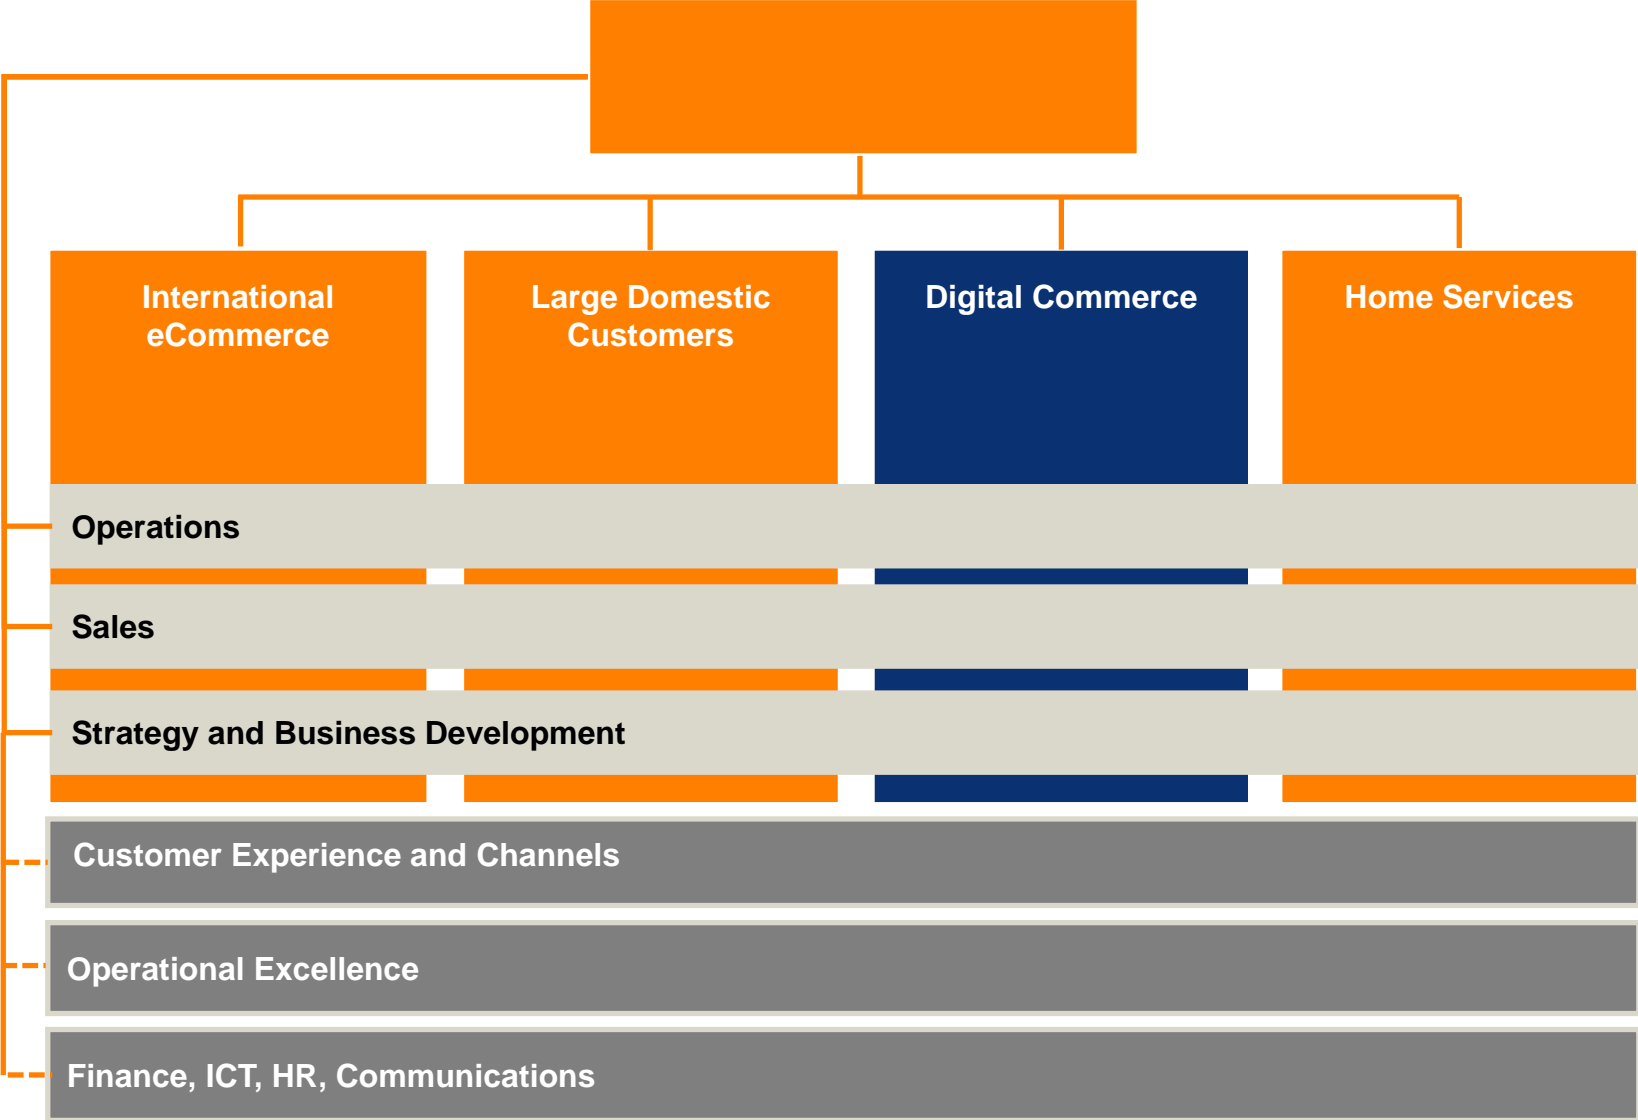 International
eCommerce
Large Domestic
Customers
Digital Commerce
Home Services
Operations
Sales
Strategy and Business Development
Customer Experience and Channels
Operational Excellence
Finance, ICT, HR, Communications